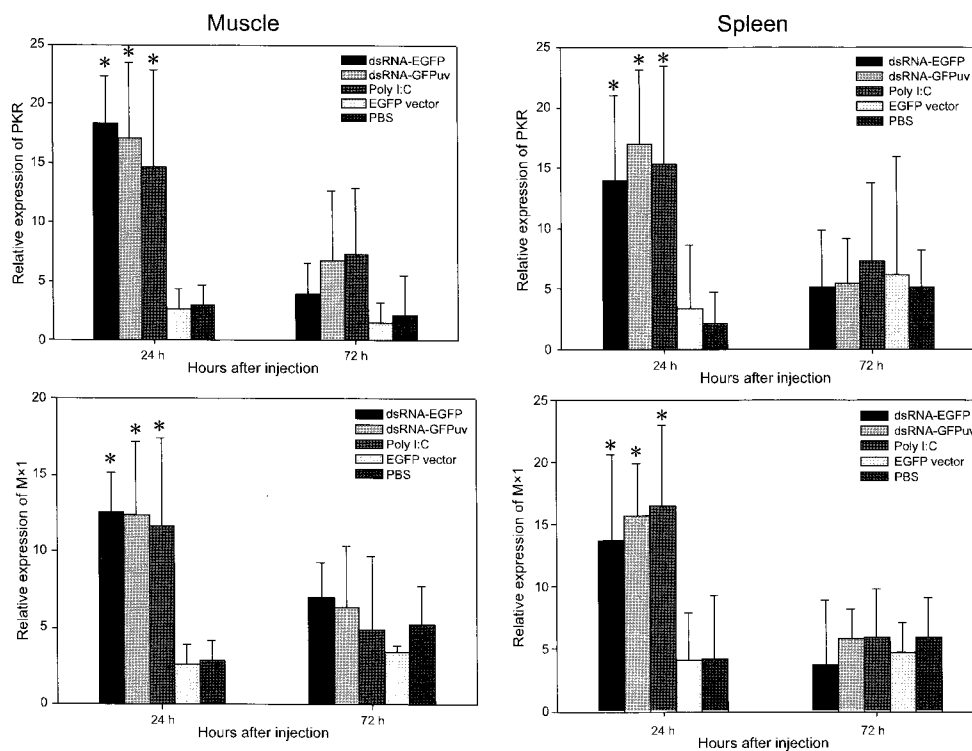 Muscle
Spleen
Relative expression of PKR
25
20
15
10
5
0
* * *
dsRNA-EGFP
dsRNA-GFPuv
Poly I:C
EGFP vector
PBS
24 h
72 h
Hours after injection
Relative expression of PKR
25
20
15
10
5
0
* * *
dsRNA-EGFP
dsRNA-GFPuv
Poly I:C
EGFP vector
PBS
24 h
72 h
Hours after injection
Relative expression of M×1
20
15
10
5
0
* * *
dsRNA-EGFP
dsRNA-GFPuv
Poly I:C
EGFP vector
PBS
24 h
72 h
Hours after injection
Relative expression of M×1
25
20
15
10
5
0
* * *
dsRNA-EGFP
dsRNA-GFPuv
Poly I:C
EGFP vector
PBS
24 h
72 h
Hours after injection